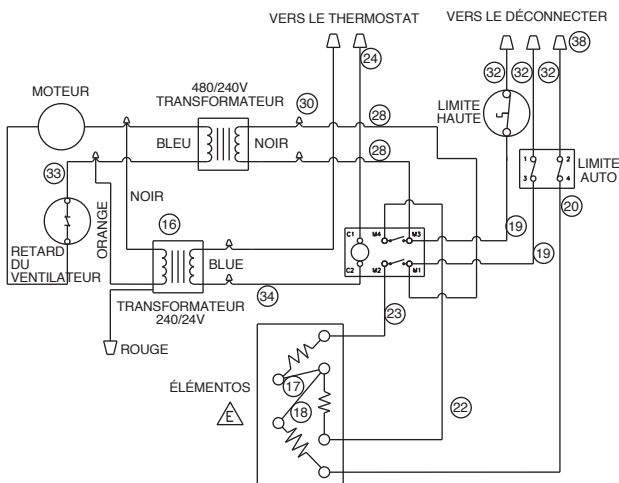 VERS LE THERMOSTAT
VERS LE DÉCONNECTER
24
38
32
32
32
480/240V
TRANSFORMATEUR
30
MOTEUR
28
LIMITE
HAUTE
BLEU
NOIR
28
1
2
3
4
LIMITE
AUTO
33
NOIR
ORANGE
20
16
19
19
C1
M4
M3
C2
M2
M1
RETARD
DU
VENTILATEUR
BLUE
34
TRANSFORMATEUR
240/24V
23
ROUGE
ÉLÉMENTOS
17
18
22
E